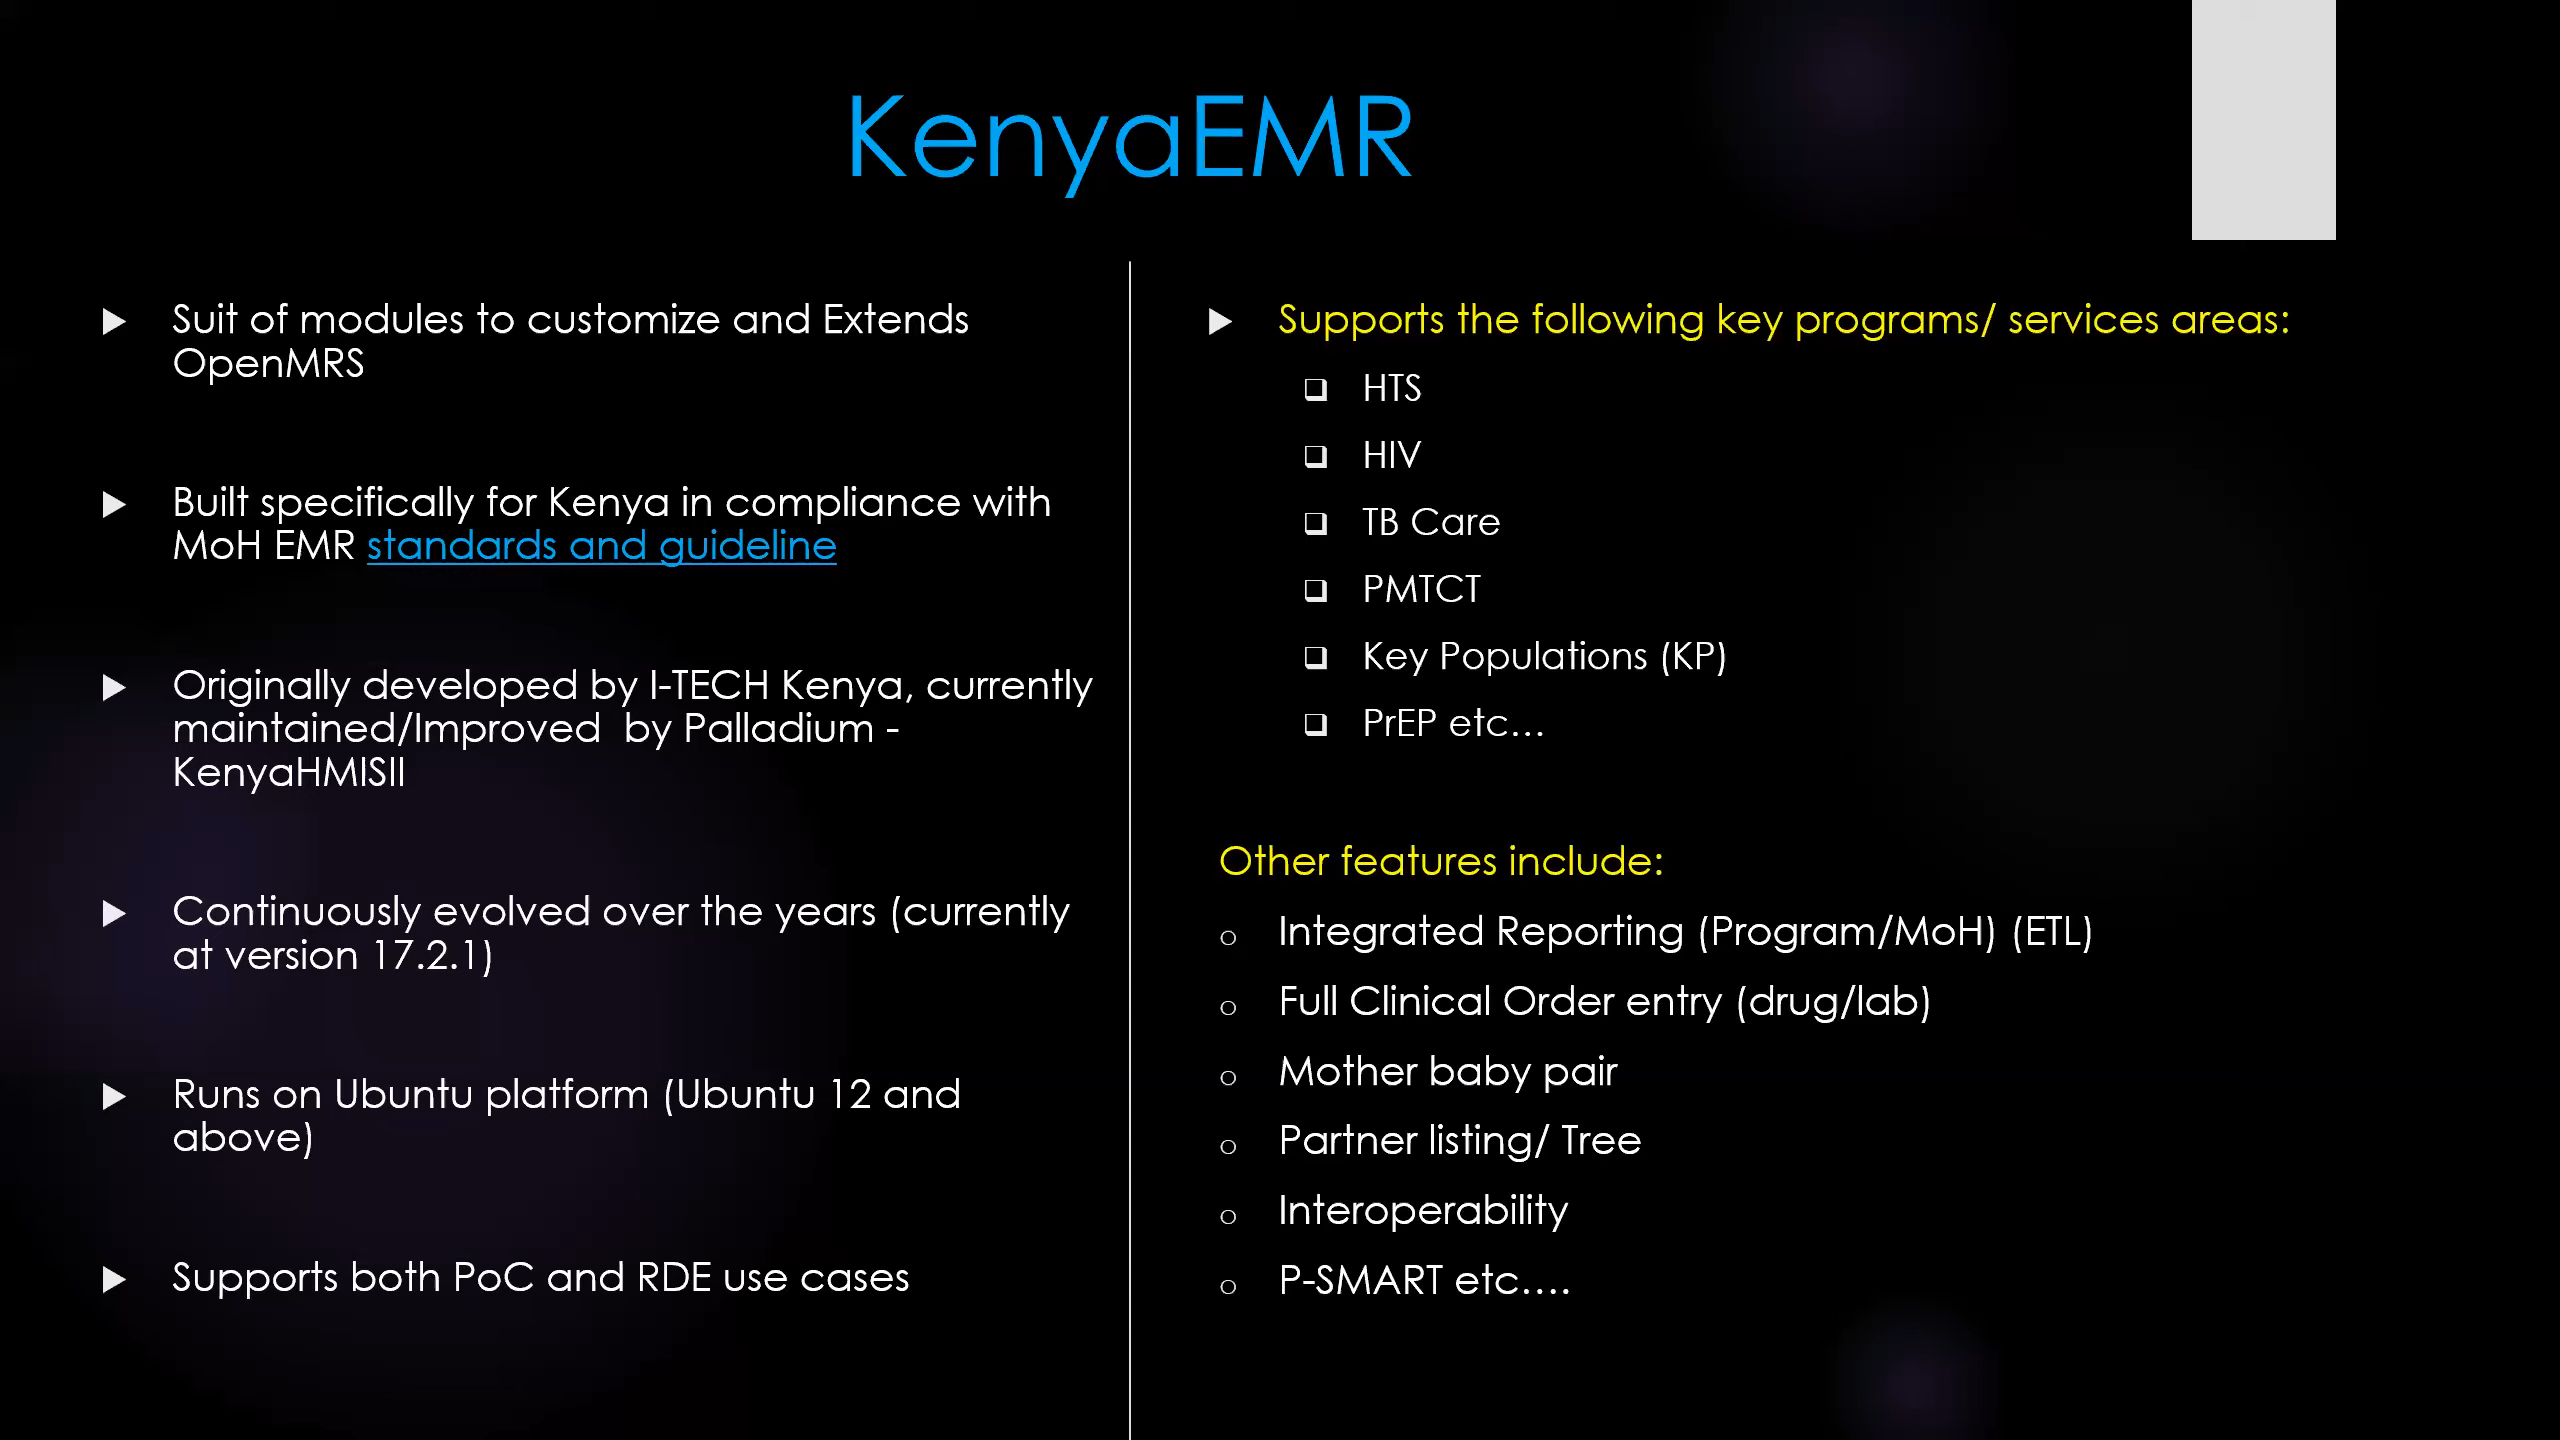 KenyaEMR
Suit of modules to customize and Extends
OpenMRS
Built specifically for Kenya in compliance with
MoH EMR standards and guideline
Originally developed by I-TECH Kenya, currently
maintained/Improved  by Palladium -
KenyaHMISII
Continuously evolved over the years (currently
at version 17.2.1)
Runs on Ubuntu platform (Ubuntu 12 and
above)
Supports both PoC and RDE use cases
Supports the following key programs/ services areas:
HTS
HIV
TB Care
PMTCT
Key Populations (KP)
PrEP etc…
Other features include:
Integrated Reporting (Program/MoH) (ETL)
Full Clinical Order entry (drug/lab)
Mother baby pair
Partner listing/ Tree
Interoperability
P-SMART etc….